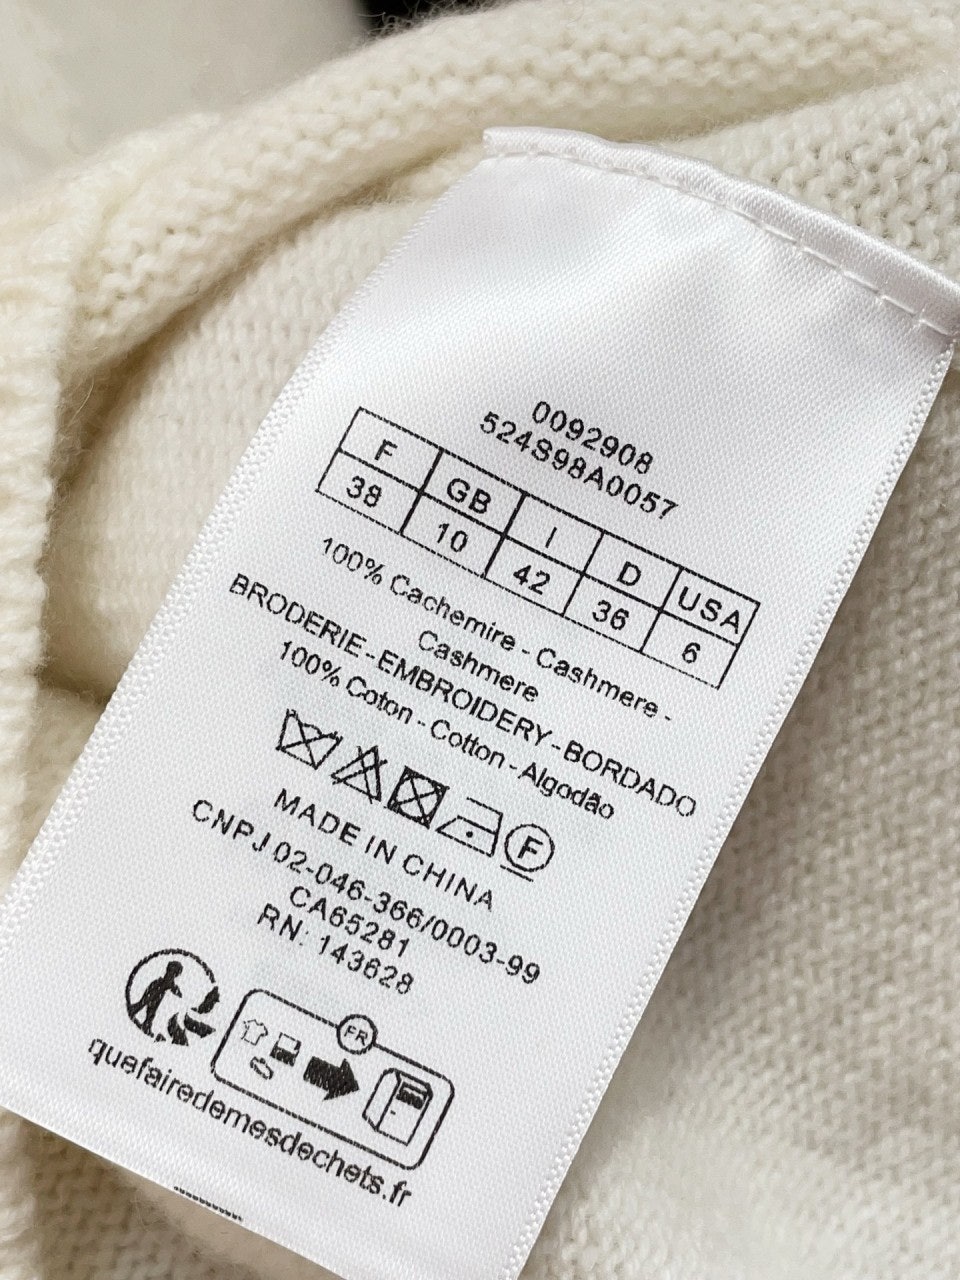 0092908
524S98A0057
F GB I D USA
38 10 42 36 6
100% Cachemire - Cashmere -
Cashmere
BRODERIE - EMBROIDERY - BORDADO
100% Coton - Cotton - Algodão
F
MADE IN CHINA
CNPJ 02-046-366/0003-99
CA65281
RN: 143628
FR
quefairedemesdechets.fr